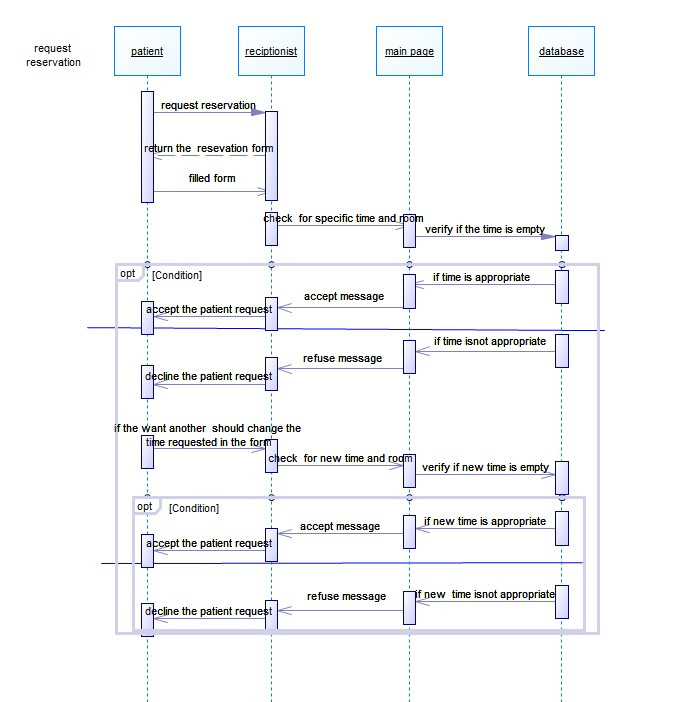 request
reservation
patient
reciptionist
main page
database
request reservation
return the  resevation form
filled form
check  for specific time and room
verify if the time is empty
opt
[Condition]
if time is appropriate
accept message
accept the patient request
if time isnot appropriate
refuse message
decline the patient request
if the want another  should change the
time requested in the form
check  for new time and room
verify if new time is empty
opt
[Condition]
if new time is appropriate
accept message
accept the patient request
if new  time isnot appropriate
refuse message
decline the patient request